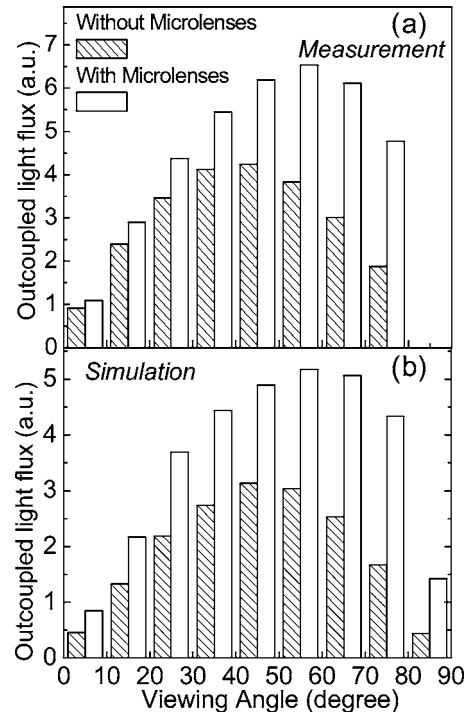 Without Microlenses
(a)
Measurement
With Microlenses
Outcoupled light flux (a.u.)
7
6
5
4
3
2
1
0
(b)
Simulation
Outcoupled light flux (a.u.)
5
4
3
2
1
0
0 10 20 30 40 50 60 70 80 90
Viewing Angle (degree)